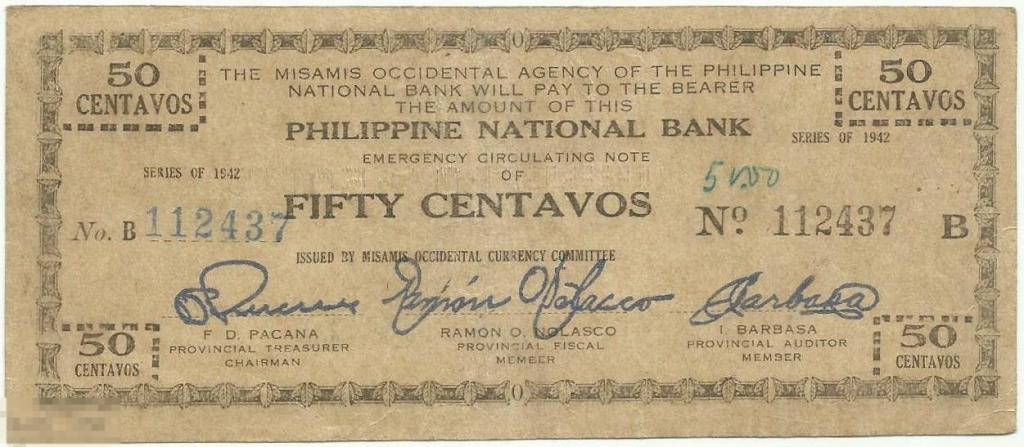 50
CENTAVOS
THE MISAMIS OCCIDENTAL AGENCY OF THE PHILIPPINE
NATIONAL BANK WILL PAY TO THE BEARER
THE AMOUNT OF THIS
PHILIPPINE NATIONAL BANK
50
CENTAVOS
SERIES OF 1942
EMERGENCY CIRCULATING NOTE
OF
SERIES OF 1942
FIFTY CENTAVOS
No. B 112437
Nº 112437 B
ISSUED BY MISAMIS OCCIDENTAL CURRENCY COMMITTEE
Ramón O. Nolasco
Barbasa
F. D. PACANA
PROVINCIAL TREASURER
CHAIRMAN
RAMON O. NOLASCO
PROVINCIAL FISCAL
MEMBER
I. BARBASA
PROVINCIAL AUDITOR
MEMBER
50
CENTAVOS
50
CENTAVOS